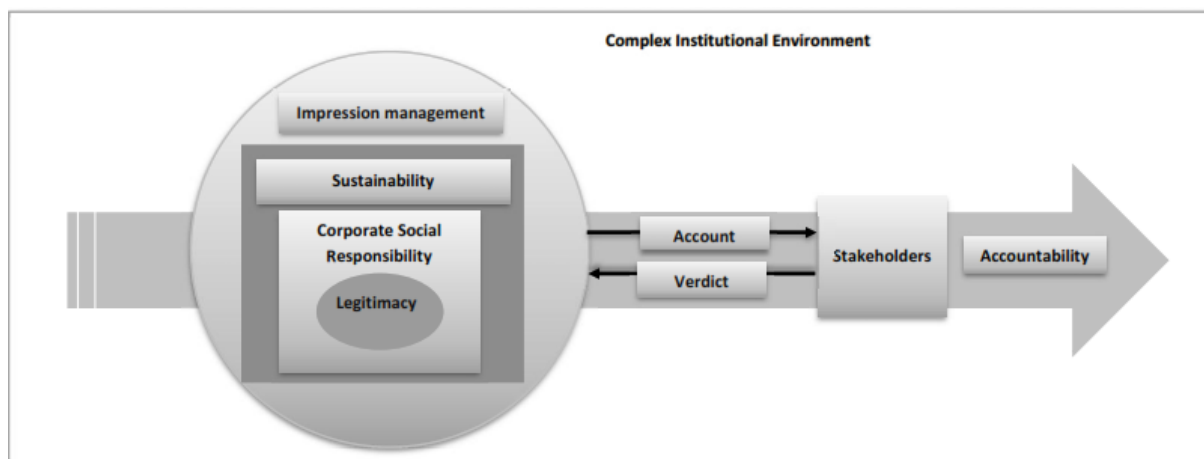 Complex Institutional Environment
Impression management
Sustainability
Corporate Social
Responsibility
Legitimacy
Account
Verdict
Stakeholders
Accountability